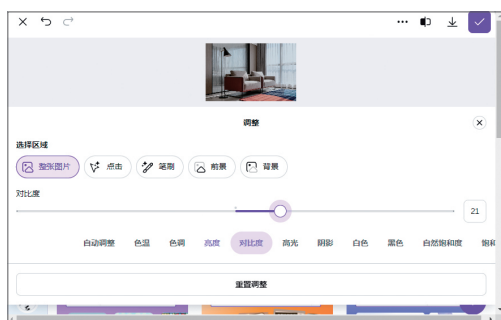 调整
选择区域
整张图片 点击 笔刷 前景 背景
对比度
21
自动调整 色温 色调 亮度 对比度 高光 阴影 白色 黑色 自然饱和度 饱和
重置调整